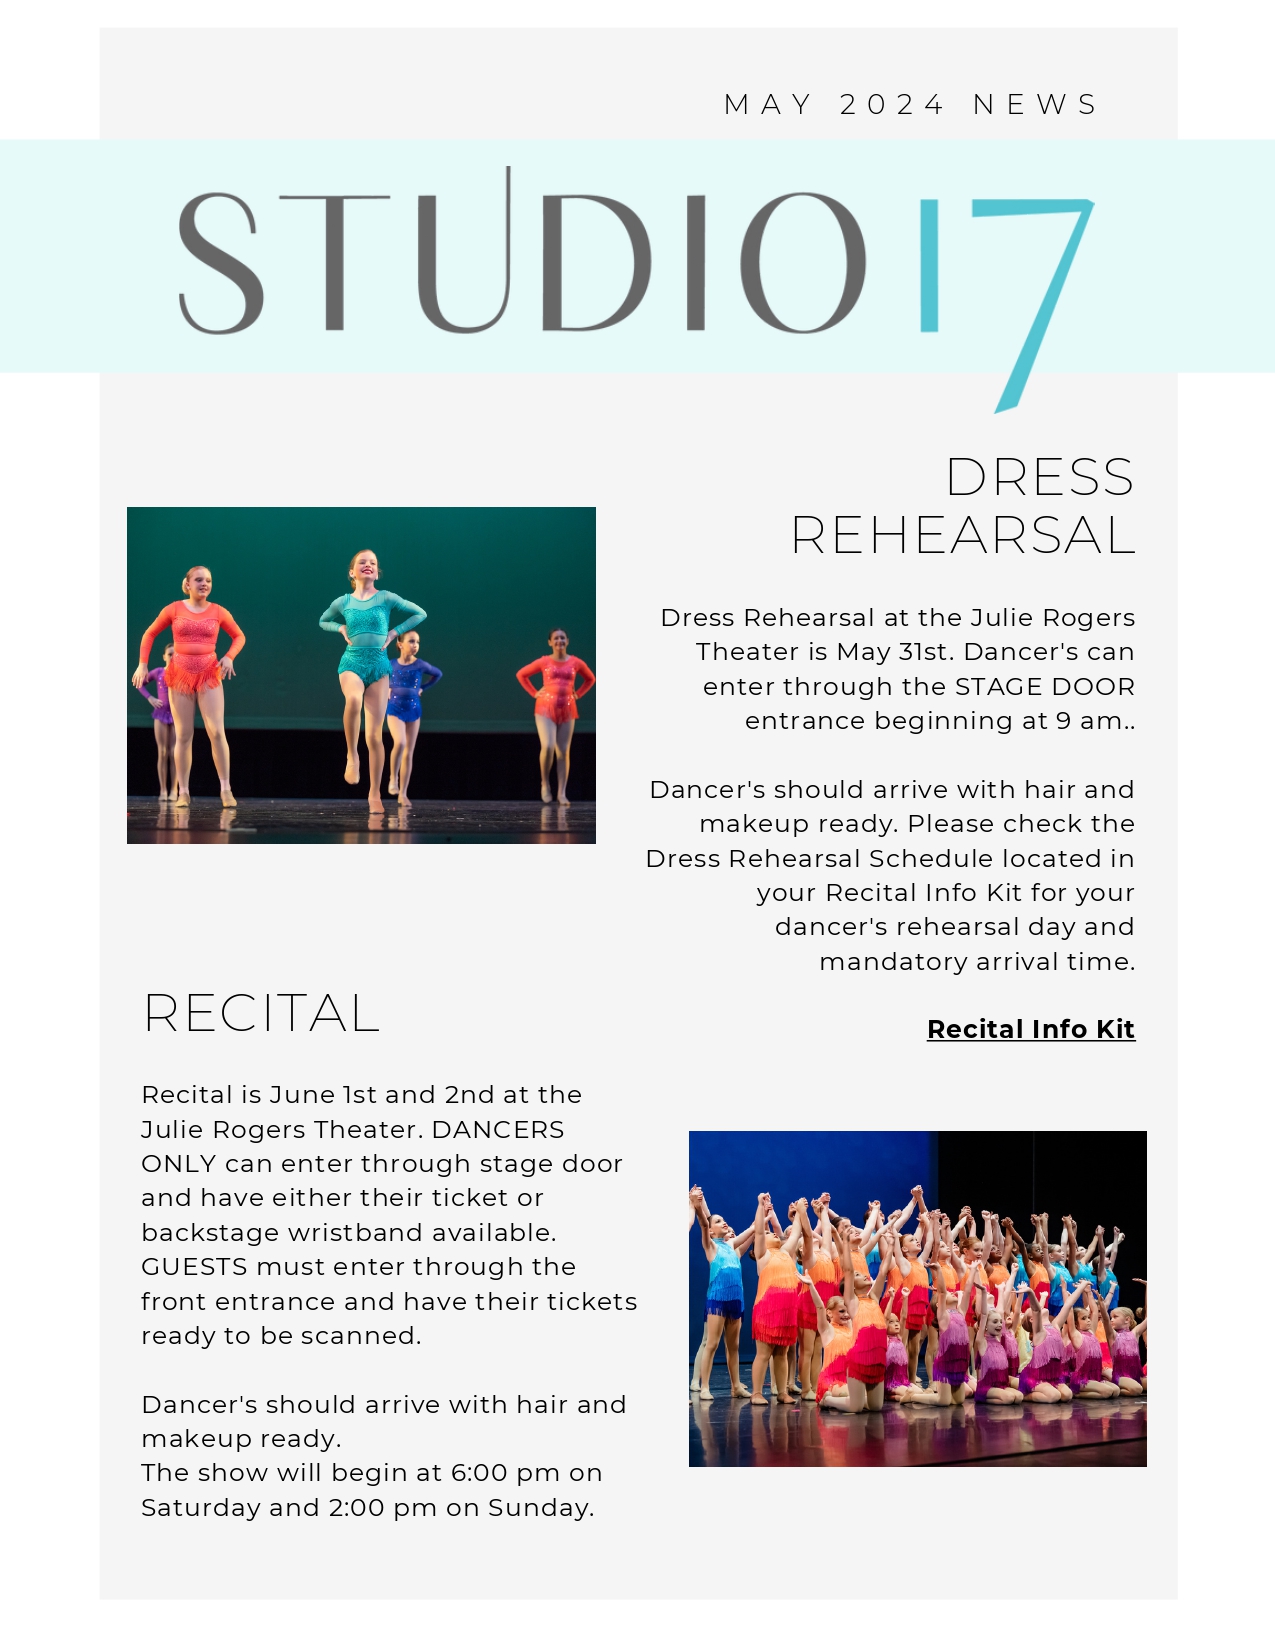 MAY 2024 NEWS
STUDIO 17
DRESS
REHEARSAL
Dress Rehearsal at the Julie Rogers
Theater is May 31st. Dancer's can
enter through the STAGE DOOR
entrance beginning at 9 am..
Dancer's should arrive with hair and
makeup ready. Please check the
Dress Rehearsal Schedule located in
your Recital Info Kit for your
dancer's rehearsal day and
mandatory arrival time.
Recital Info Kit
RECITAL
Recital is June 1st and 2nd at the
Julie Rogers Theater. DANCERS
ONLY can enter through stage door
and have either their ticket or
backstage wristband available.
GUESTS must enter through the
front entrance and have their tickets
ready to be scanned.
Dancer's should arrive with hair and
makeup ready.
The show will begin at 6:00 pm on
Saturday and 2:00 pm on Sunday.